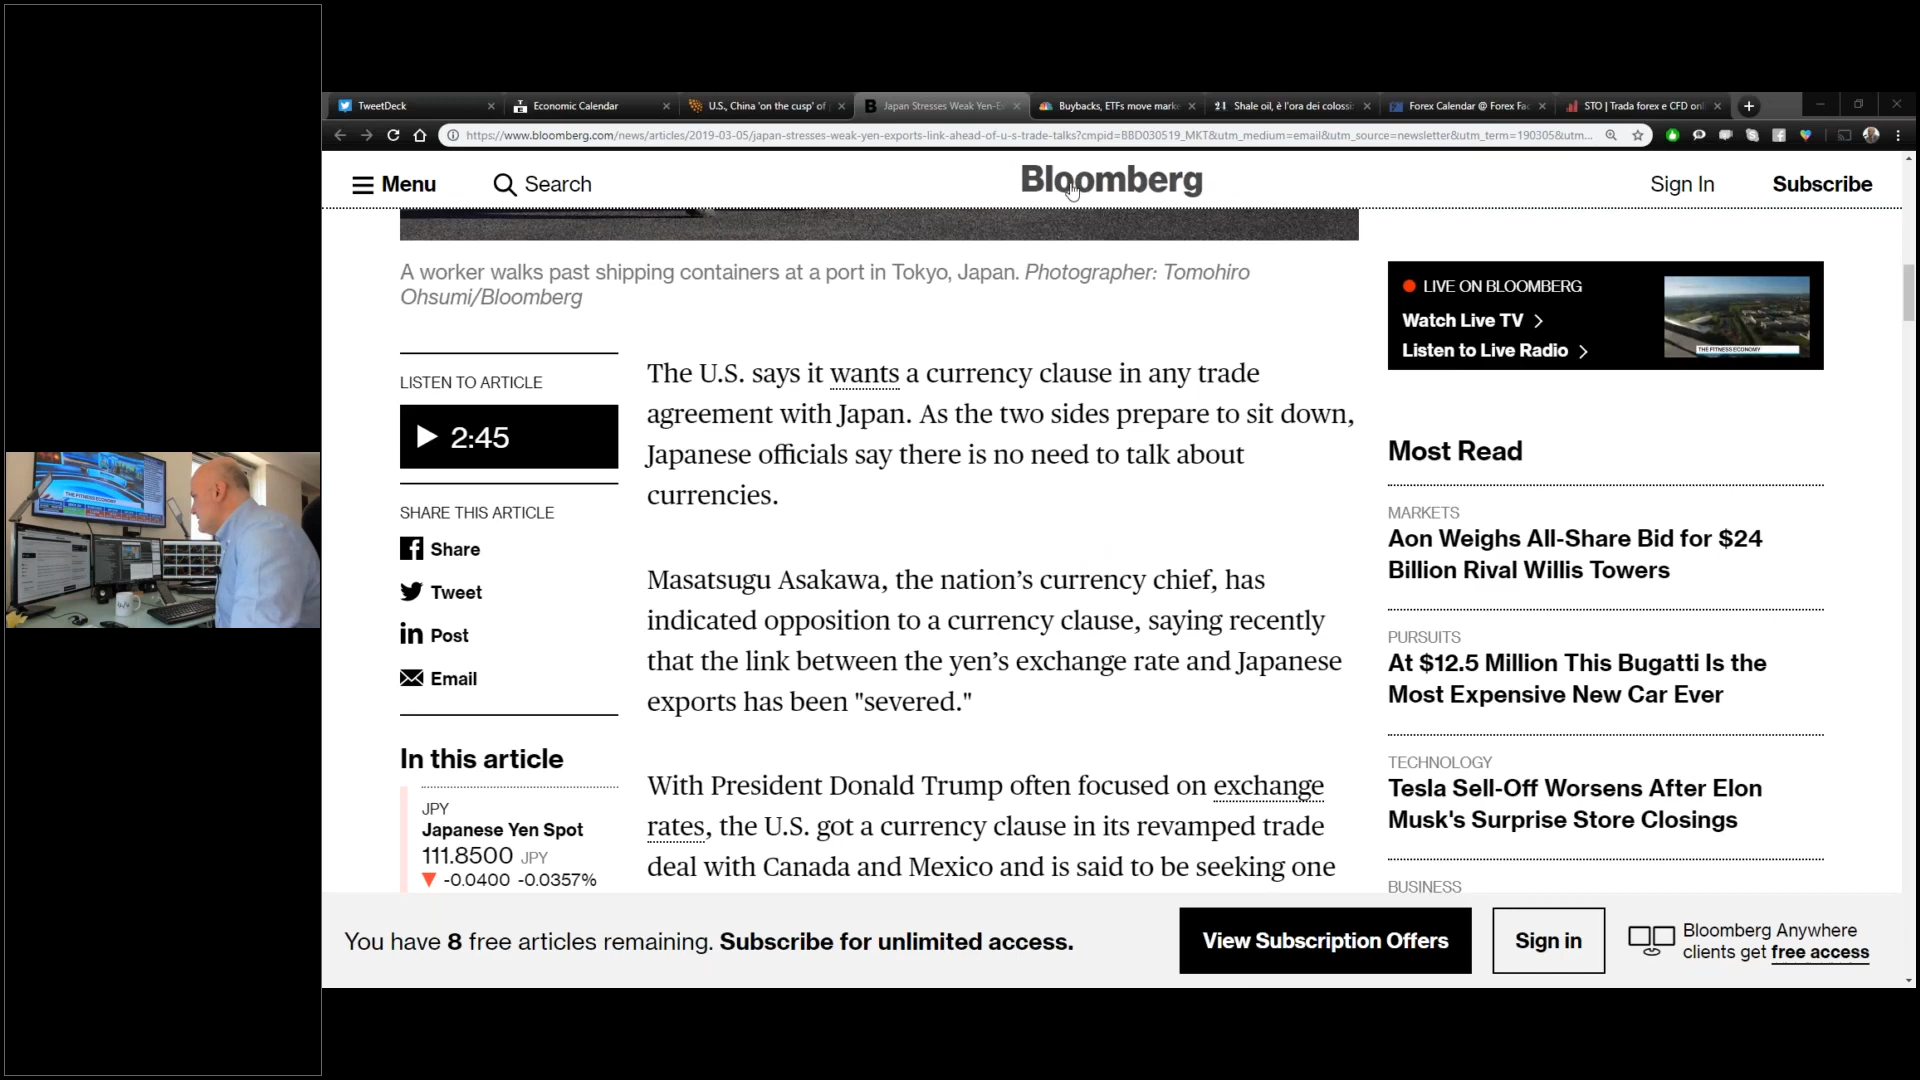 TweetDeck
Economic Calendar
U.S., China 'on the cusp' of
Japan Stresses Weak Yen-E
Buybacks, ETFs move marke
Shale oil, è l'ora dei colossi
Forex Calendar @ Forex Fac
STO | Trada forex e CFD onl
https://www.bloomberg.com/news/articles/2019-03-05/japan-stresses-weak-yen-exports-link-ahead-of-u-s-trade-talks?cmpid=BBD030519_MKT&utm_medium=email&utm_source=newsletter&utm_term=190305&utm...
Menu
Search
Bloomberg
Sign In
Subscribe
A worker walks past shipping containers at a port in Tokyo, Japan. Photographer: Tomohiro
Ohsumi/Bloomberg
LISTEN TO ARTICLE
2:45
SHARE THIS ARTICLE
Share
Tweet
Post
Email
In this article
JPY
Japanese Yen Spot
111.8500 JPY
-0.0400 -0.0357%
The U.S. says it wants a currency clause in any trade
agreement with Japan. As the two sides prepare to sit down,
Japanese officials say there is no need to talk about
currencies.
Masatsugu Asakawa, the nation's currency chief, has
indicated opposition to a currency clause, saying recently
that the link between the yen's exchange rate and Japanese
exports has been "severed."
With President Donald Trump often focused on exchange
rates, the U.S. got a currency clause in its revamped trade
deal with Canada and Mexico and is said to be seeking one
LIVE ON BLOOMBERG
Watch Live TV
Listen to Live Radio
THE FITNESS ECONOMY
Most Read
MARKETS
Aon Weighs All-Share Bid for $24
Billion Rival Willis Towers
PURSUITS
At $12.5 Million This Bugatti Is the
Most Expensive New Car Ever
TECHNOLOGY
Tesla Sell-Off Worsens After Elon
Musk's Surprise Store Closings
BUSINESS
You have 8 free articles remaining. Subscribe for unlimited access.
View Subscription Offers
Sign in
Bloomberg Anywhere
clients get free access
THE FITNESS ECONOMY